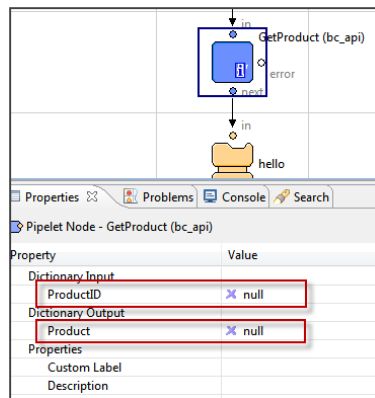 in
GetProduct (bc_api)
error
next
in
hello
Properties Problems Console Search
Pipelet Node - GetProduct (bc_api)
Property Value
Dictionary Input
ProductID null
Dictionary Output
Product null
Properties
Custom Label
Description